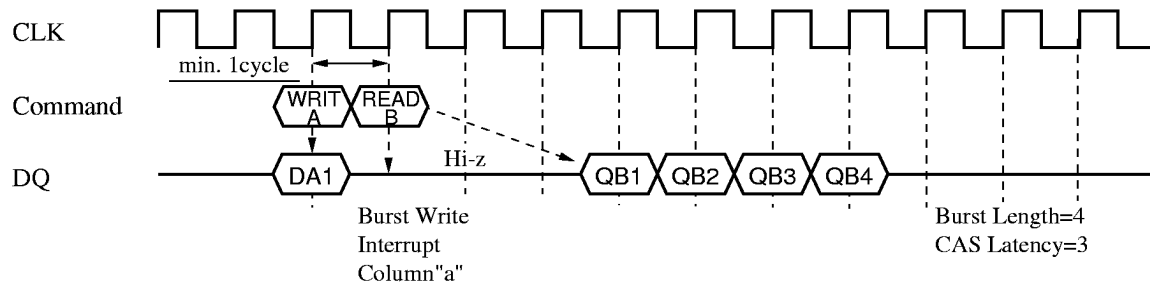 CLK
min. 1cycle
Command
WRIT
A
READ
B
Hi-z
DQ
DA1
QB1
QB2
QB3
QB4
Burst Write
Interrupt
Column"a"
Burst Length=4
CAS Latency=3